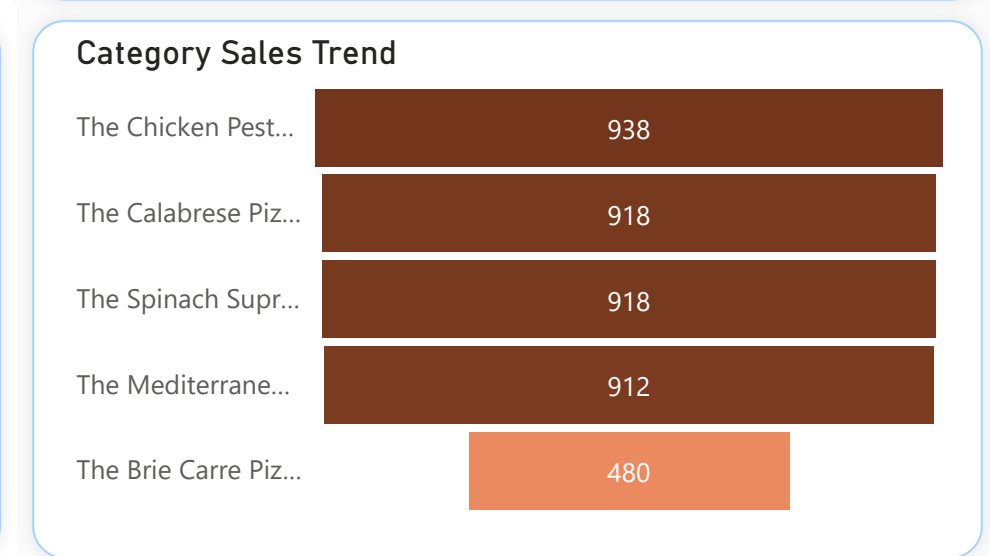 Category Sales Trend
The Chicken Pest... 938
The Calabrese Piz... 918
The Spinach Supr... 918
The Mediterrane... 912
The Brie Carre Piz... 480